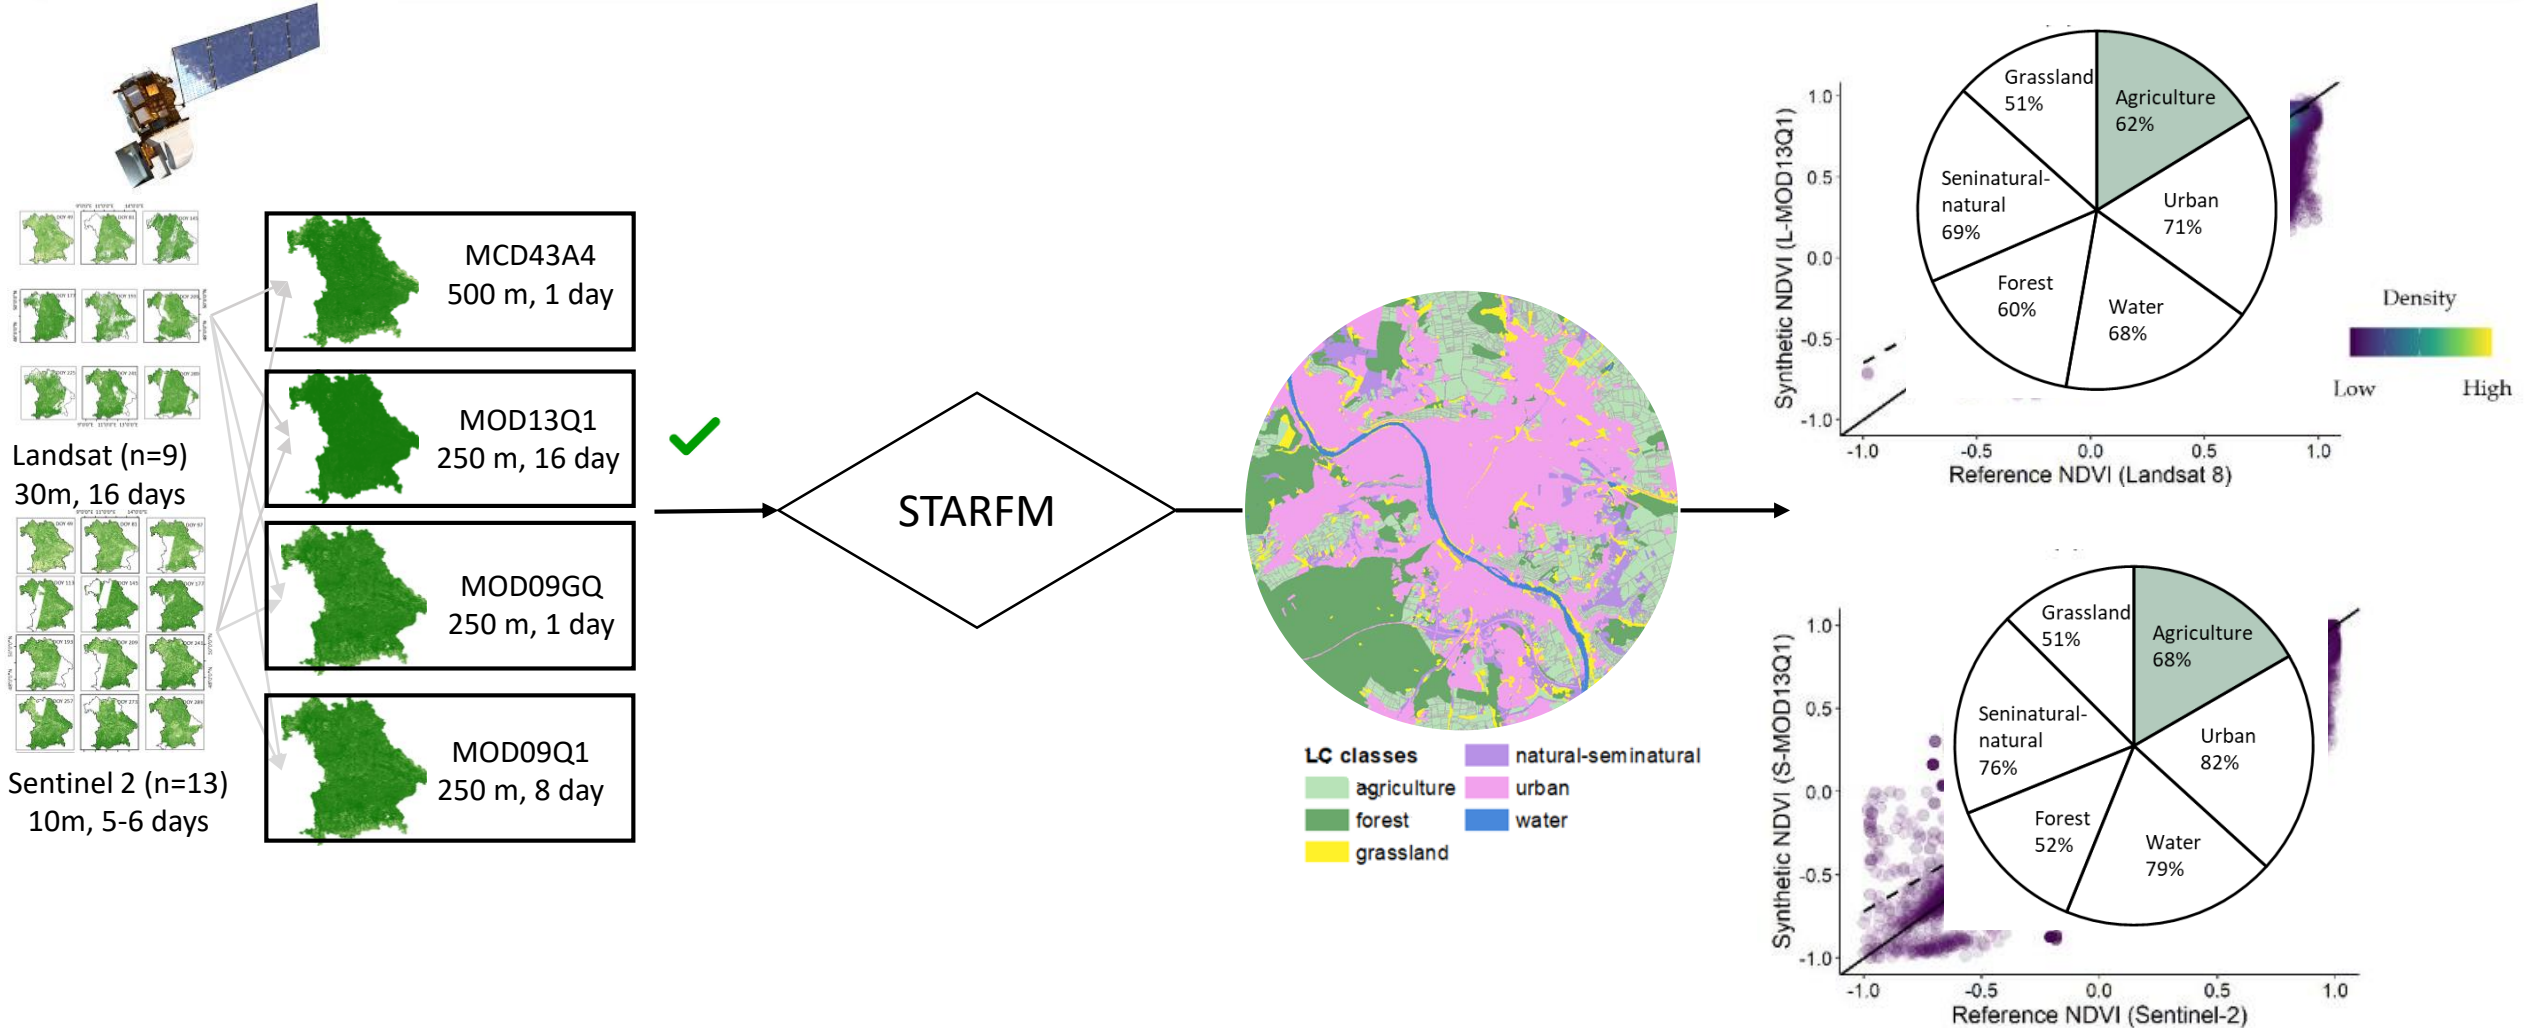 Landsat (n=9)
30m, 16 days
Sentinel 2 (n=13)
10m, 5-6 days
MCD43A4
500 m, 1 day
MOD13Q1
250 m, 16 day
MOD09GQ
250 m, 1 day
MOD09Q1
250 m, 8 day
STARFM
LC classes
agriculture
forest
grassland
natural-seminatural
urban
water
Synthetic NDVI (L-MOD13Q1)
1.0
0.5
0.0
-0.5
-1.0
Grassland
51%
Agriculture
62%
Seninatural-
natural
69%
Urban
71%
Forest
60%
Water
68%
-1.0
-0.5
0.0
0.5
1.0
Reference NDVI (Landsat 8)
Density
Low
High
Synthetic NDVI (S-MOD13Q1)
1.0
0.5
0.0
-0.5
-1.0
Grassland
51%
Agriculture
68%
Seninatural-
natural
76%
Urban
82%
Forest
52%
Water
79%
-1.0
-0.5
0.0
0.5
1.0
Reference NDVI (Sentinel-2)